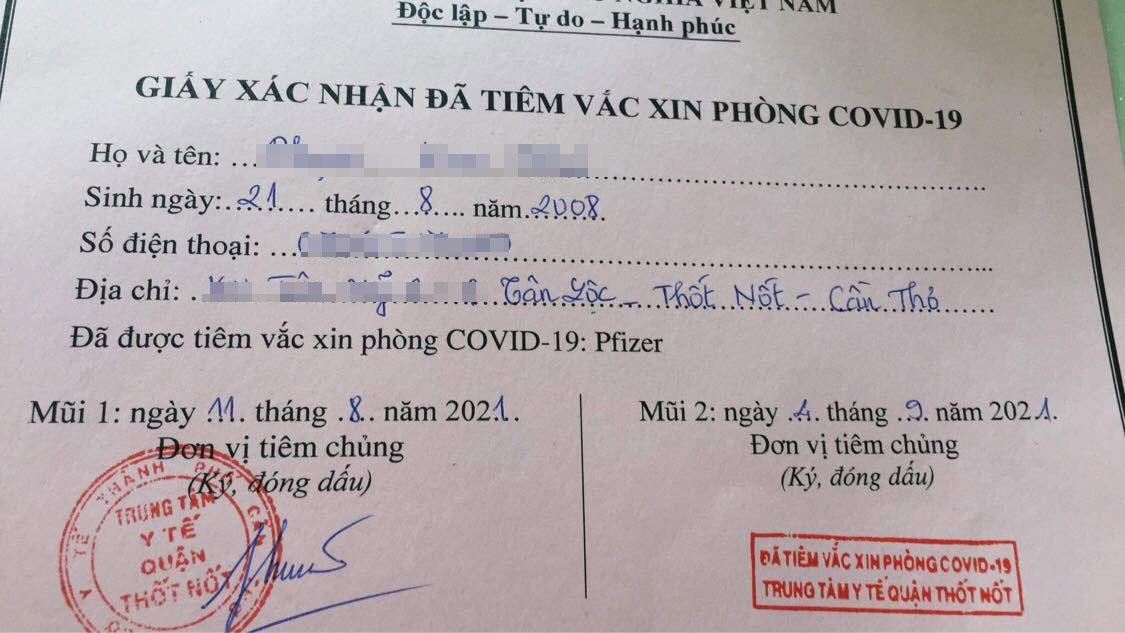 NGHĨA VIỆT NAM
Độc lập – Tự do – Hạnh phúc
GIẤY XÁC NHẬN ĐÃ TIÊM VẮC XIN PHÒNG COVID-19
Họ và tên: ...
Sinh ngày: 21 tháng 8 năm 2008
Số điện thoại: ...
Địa chỉ: . Tân Lộc – Thốt Nốt – Cần Thơ
Đã được tiêm vắc xin phòng COVID-19: Pfizer
Mũi 1: ngày 11 tháng 8 năm 2021.
Đơn vị tiêm chủng
(Ký, đóng dấu)
TRUNG TÂM
Y TẾ
QUẬN
THỐT NỐT
Mũi 2: ngày 4 tháng 9 năm 2021.
Đơn vị tiêm chủng
(Ký, đóng dấu)
ĐÃ TIÊM VẮC XIN PHÒNG COVID-19
TRUNG TÂM Y TẾ QUẬN THỐT NỐT